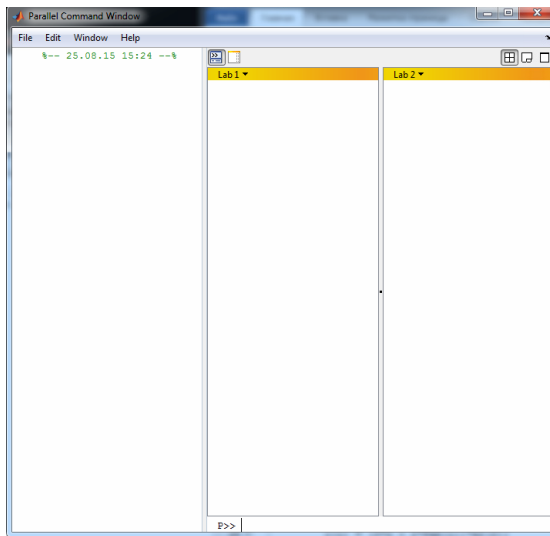 Parallel Command Window
File Edit Window Help
%-- 25.08.15 15:24 --%
Lab 1
Lab 2
P>>